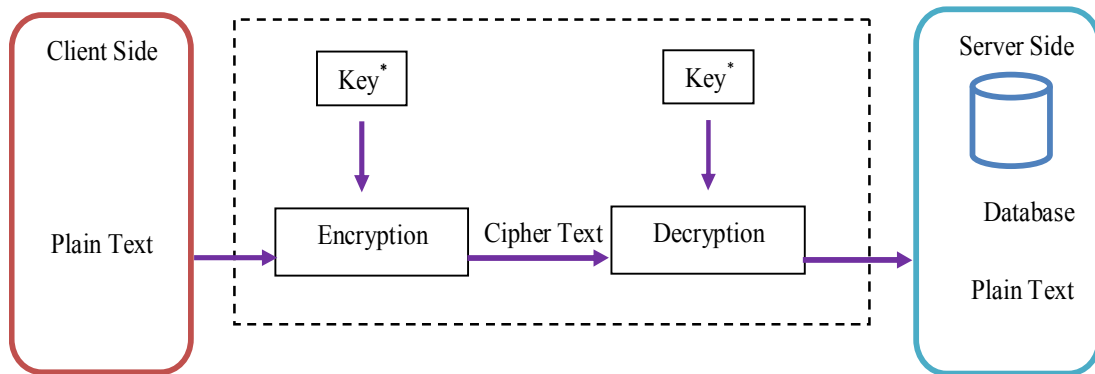 Client Side
Key*
Key*
Server Side
Plain Text
Encryption
Cipher Text
Decryption
Database
Plain Text